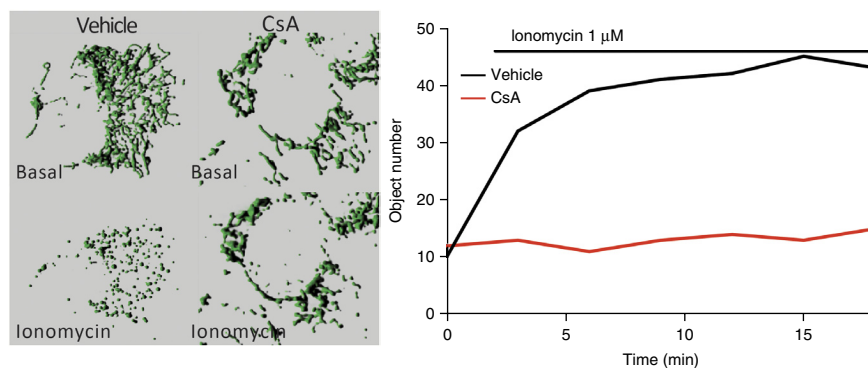 Vehicle CsA
Basal Basal
Ionomycin Ionomycin
Ionomycin 1 μM
Vehicle
CsA
Object number
50
40
30
20
10
0
0 5 10 15
Time (min)